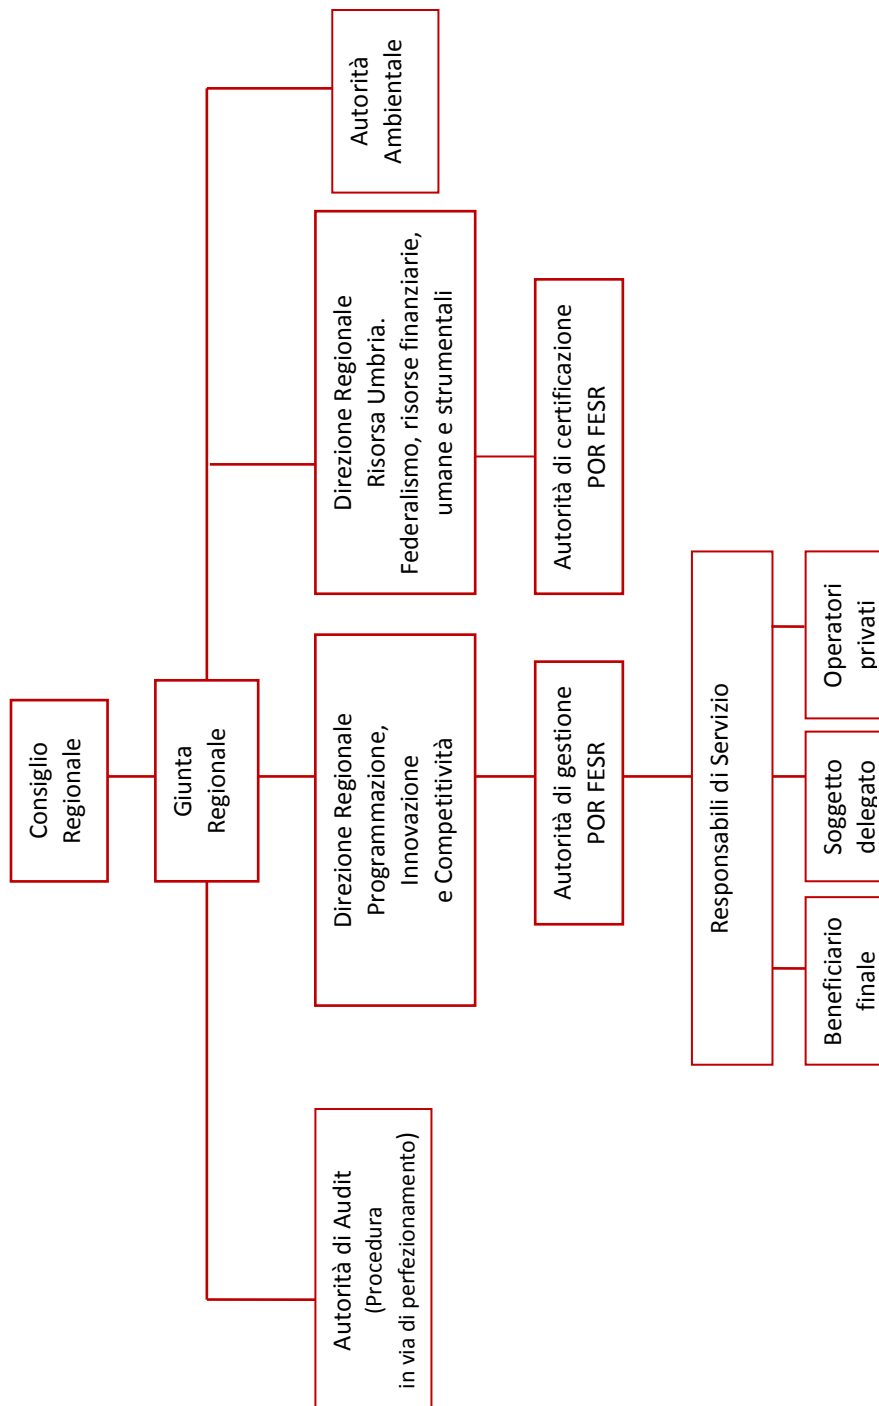 Consiglio
Regionale
Giunta
Regionale
Autorità di Audit
(Procedura
in via di perfezionamento)
Direzione Regionale
Programmazione,
Innovazione
e Competitività
Direzione Regionale
Risorsa Umbria.
Federalismo, risorse finanziarie,
umane e strumentali
Autorità
Ambientale
Autorità di gestione
POR FESR
Autorità di certificazione
POR FESR
Responsabili di Servizio
Beneficiario
finale
Soggetto
delegato
Operatori
privati